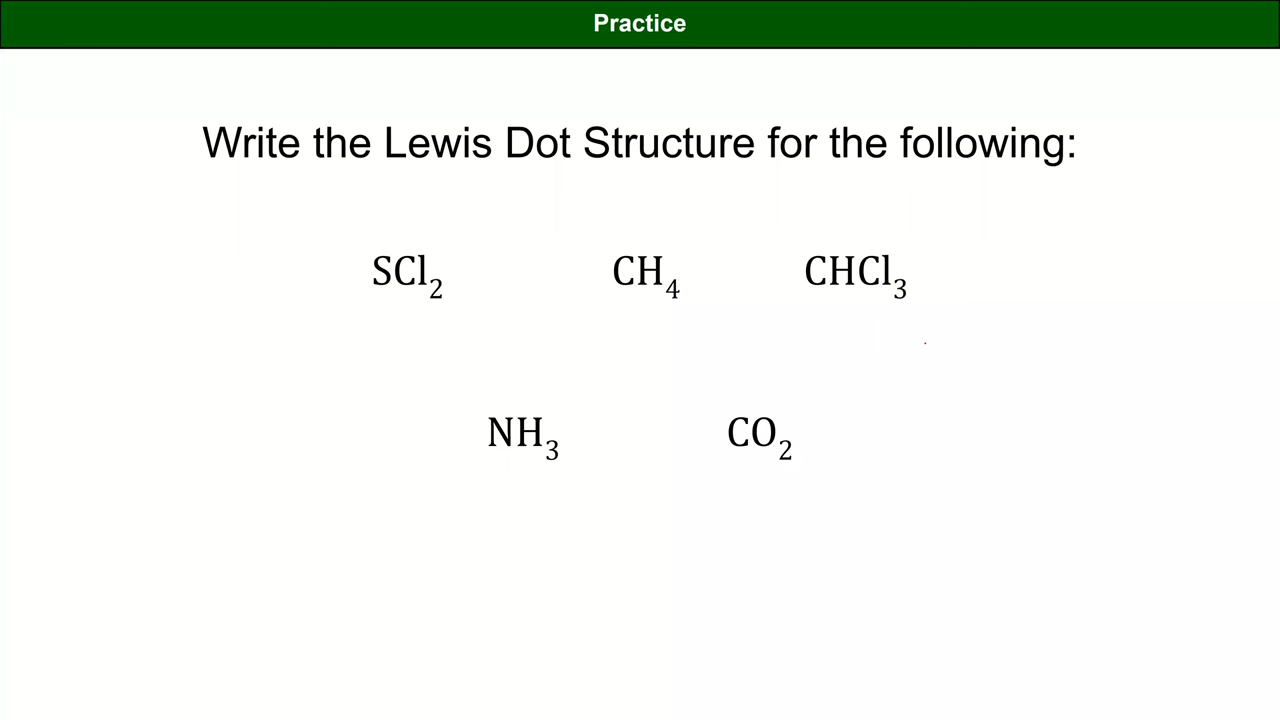 Practice
Write the Lewis Dot Structure for the following:
SCl₂ CH₄ CHCl₃
NH₃ CO₂